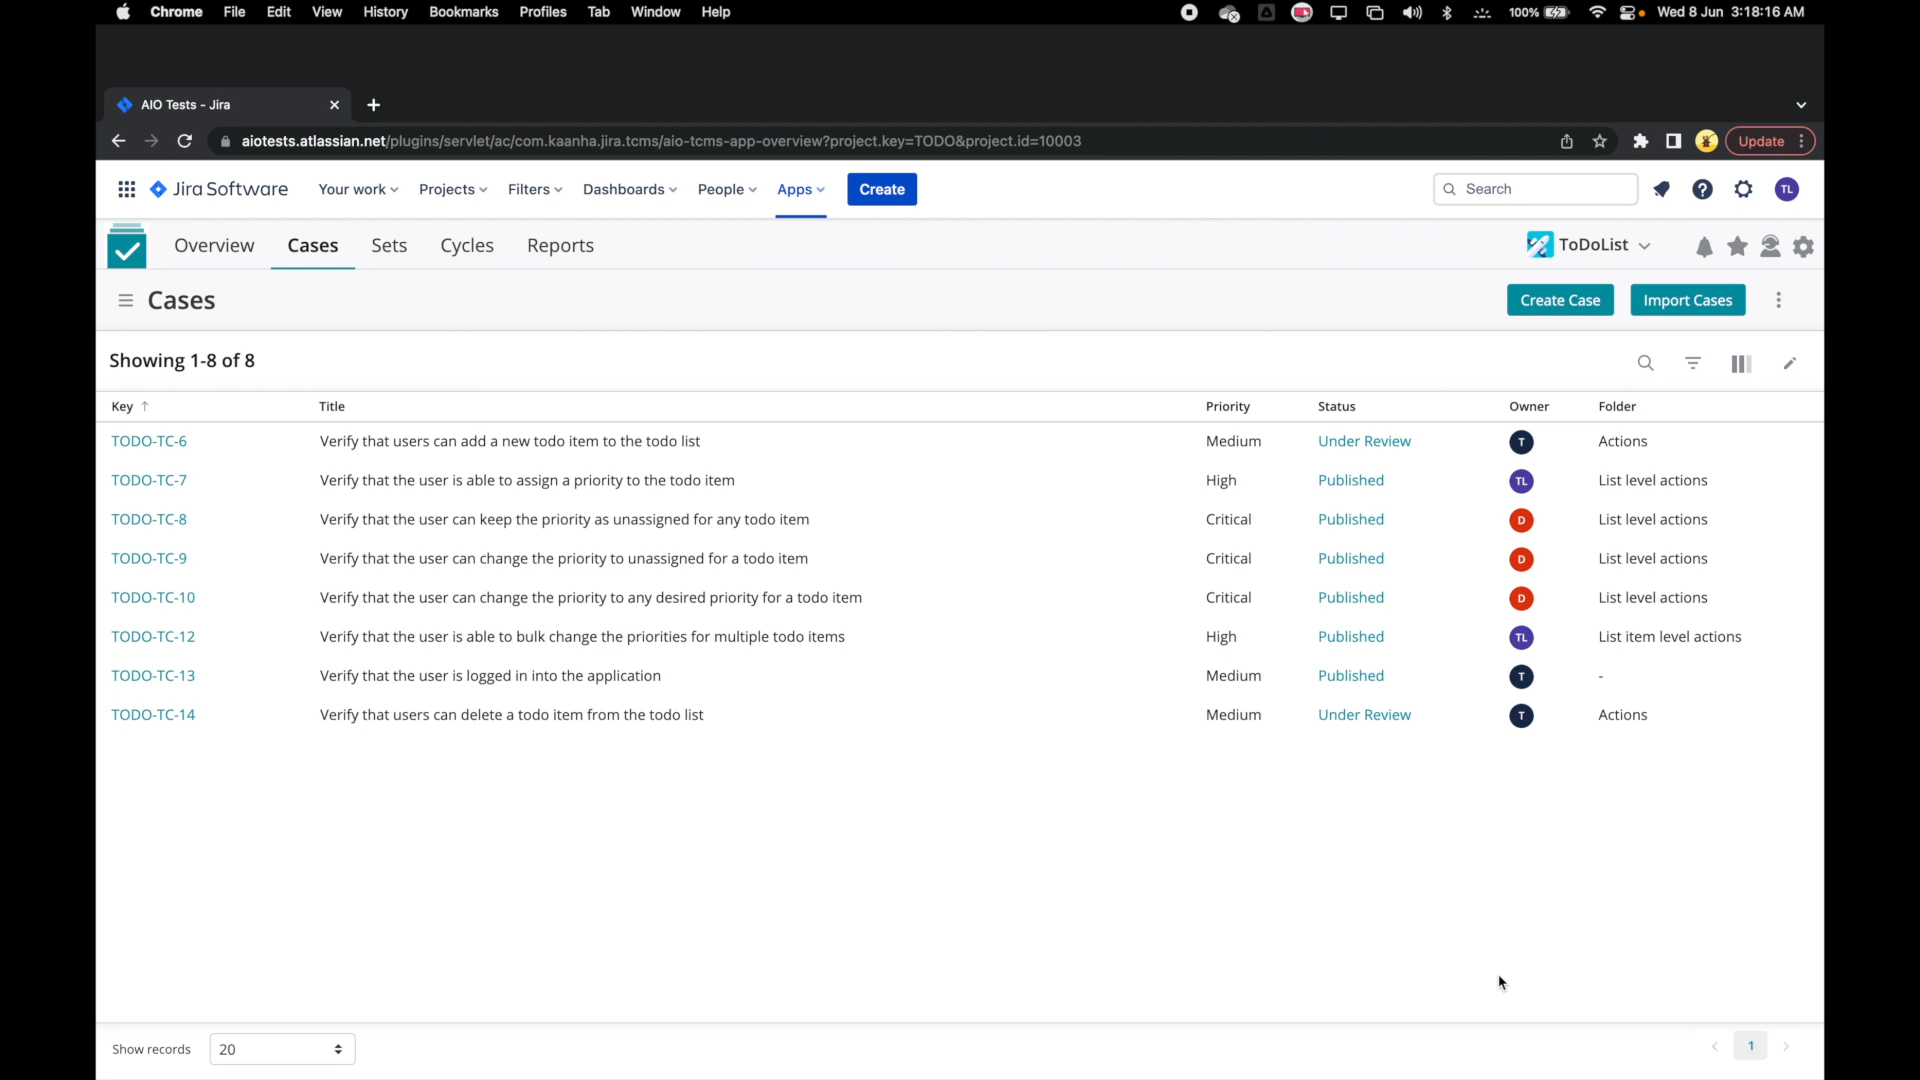 Chrome File Edit View History Bookmarks Profiles Tab Window Help 100% Wed 8 Jun 3:18:16 AM
AIO Tests - Jira
aiotests.atlassian.net/plugins/servlet/ac/com.kaanha.jira.tcms/aio-tcms-app-overview?project.key=TODO&project.id=10003 Update
Jira Software Your work Projects Filters Dashboards People Apps Create Search TL
Overview Cases Sets Cycles Reports ToDoList
Cases Create Case Import Cases
Showing 1-8 of 8
Key Title Priority Status Owner Folder
TODO-TC-6 Verify that users can add a new todo item to the todo list Medium Under Review T Actions
TODO-TC-7 Verify that the user is able to assign a priority to the todo item High Published TL List level actions
TODO-TC-8 Verify that the user can keep the priority as unassigned for any todo item Critical Published D List level actions
TODO-TC-9 Verify that the user can change the priority to unassigned for a todo item Critical Published D List level actions
TODO-TC-10 Verify that the user can change the priority to any desired priority for a todo item Critical Published D List level actions
TODO-TC-12 Verify that the user is able to bulk change the priorities for multiple todo items High Published TL List item level actions
TODO-TC-13 Verify that the user is logged in into the application Medium Published T -
TODO-TC-14 Verify that users can delete a todo item from the todo list Medium Under Review T Actions
Show records 20 1